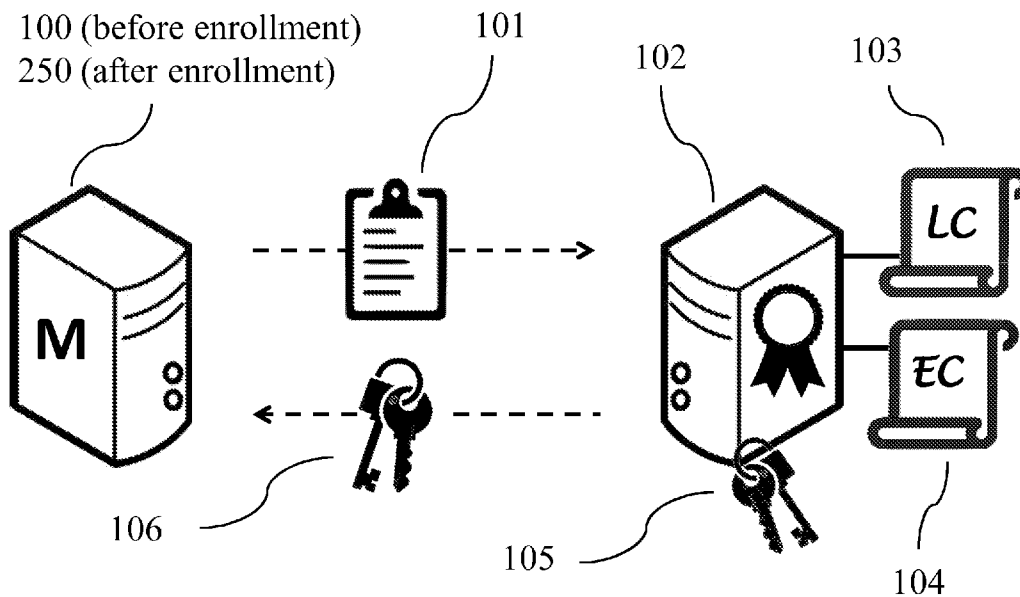 100 (before enrollment)
250 (after enrollment)
101
102
103
LC
M
EC
106
105
104